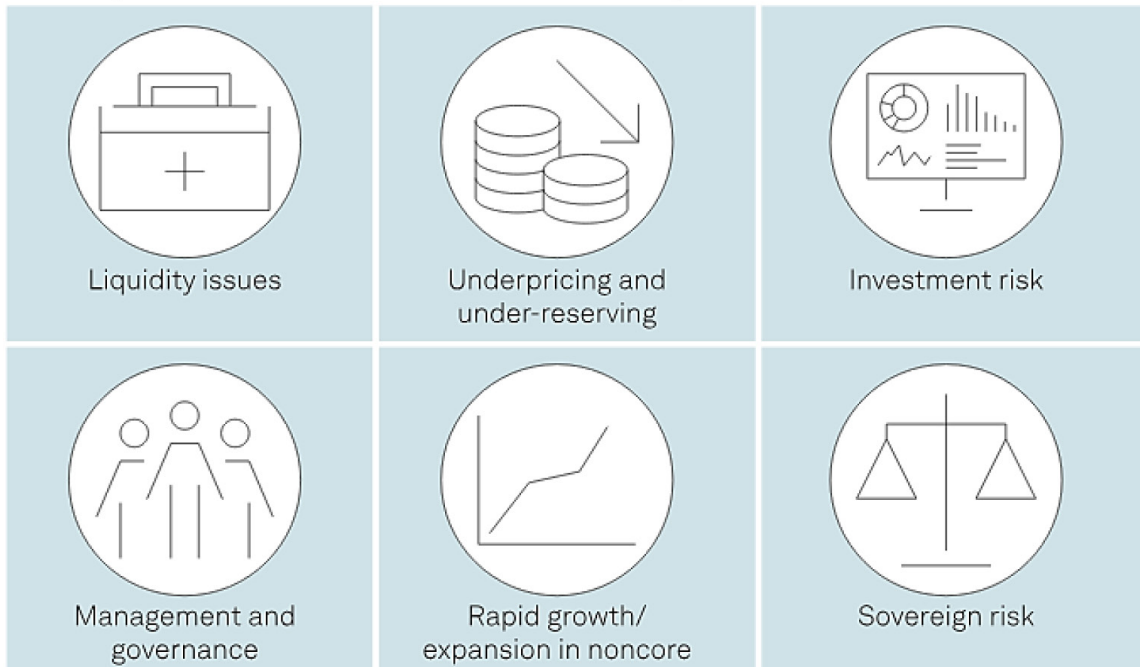 Liquidity issues
Underpricing and
under-reserving
Investment risk
Management and
governance
Rapid growth/
expansion in noncore
Sovereign risk